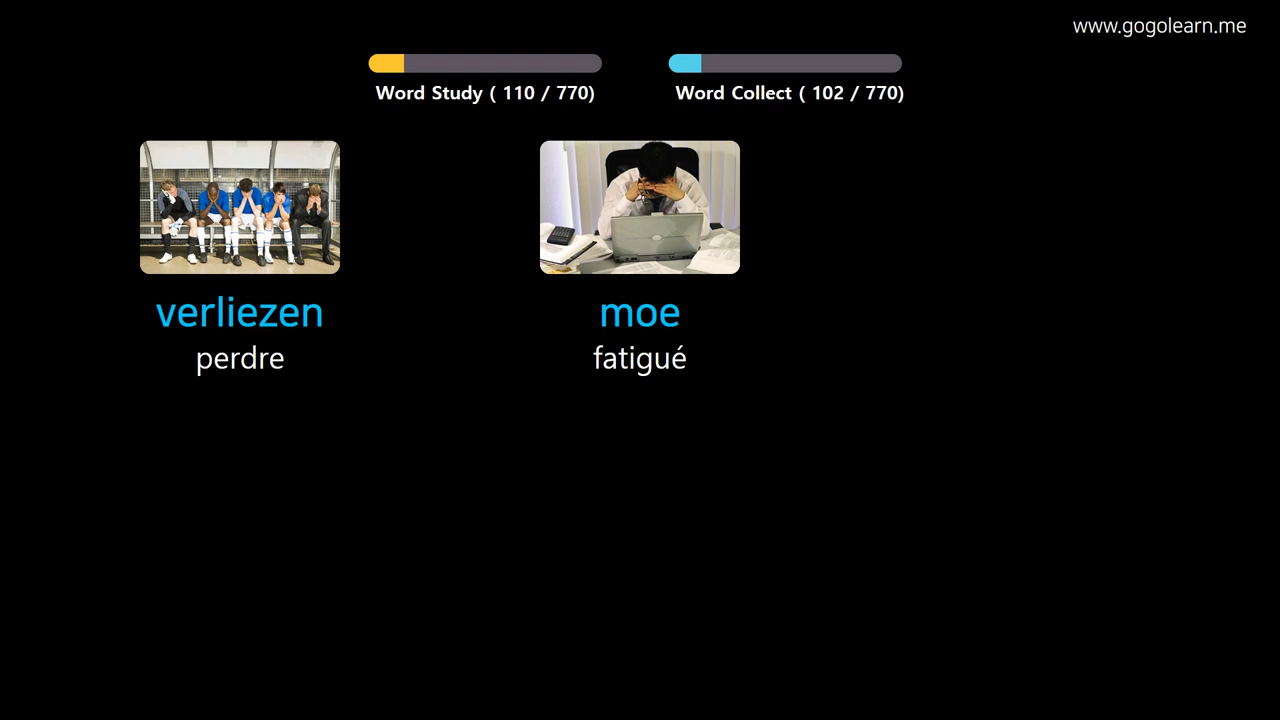 www.gogolearn.me
Word Study ( 110 / 770)
Word Collect ( 102 / 770)
verliezen
perdre
moe
fatigué